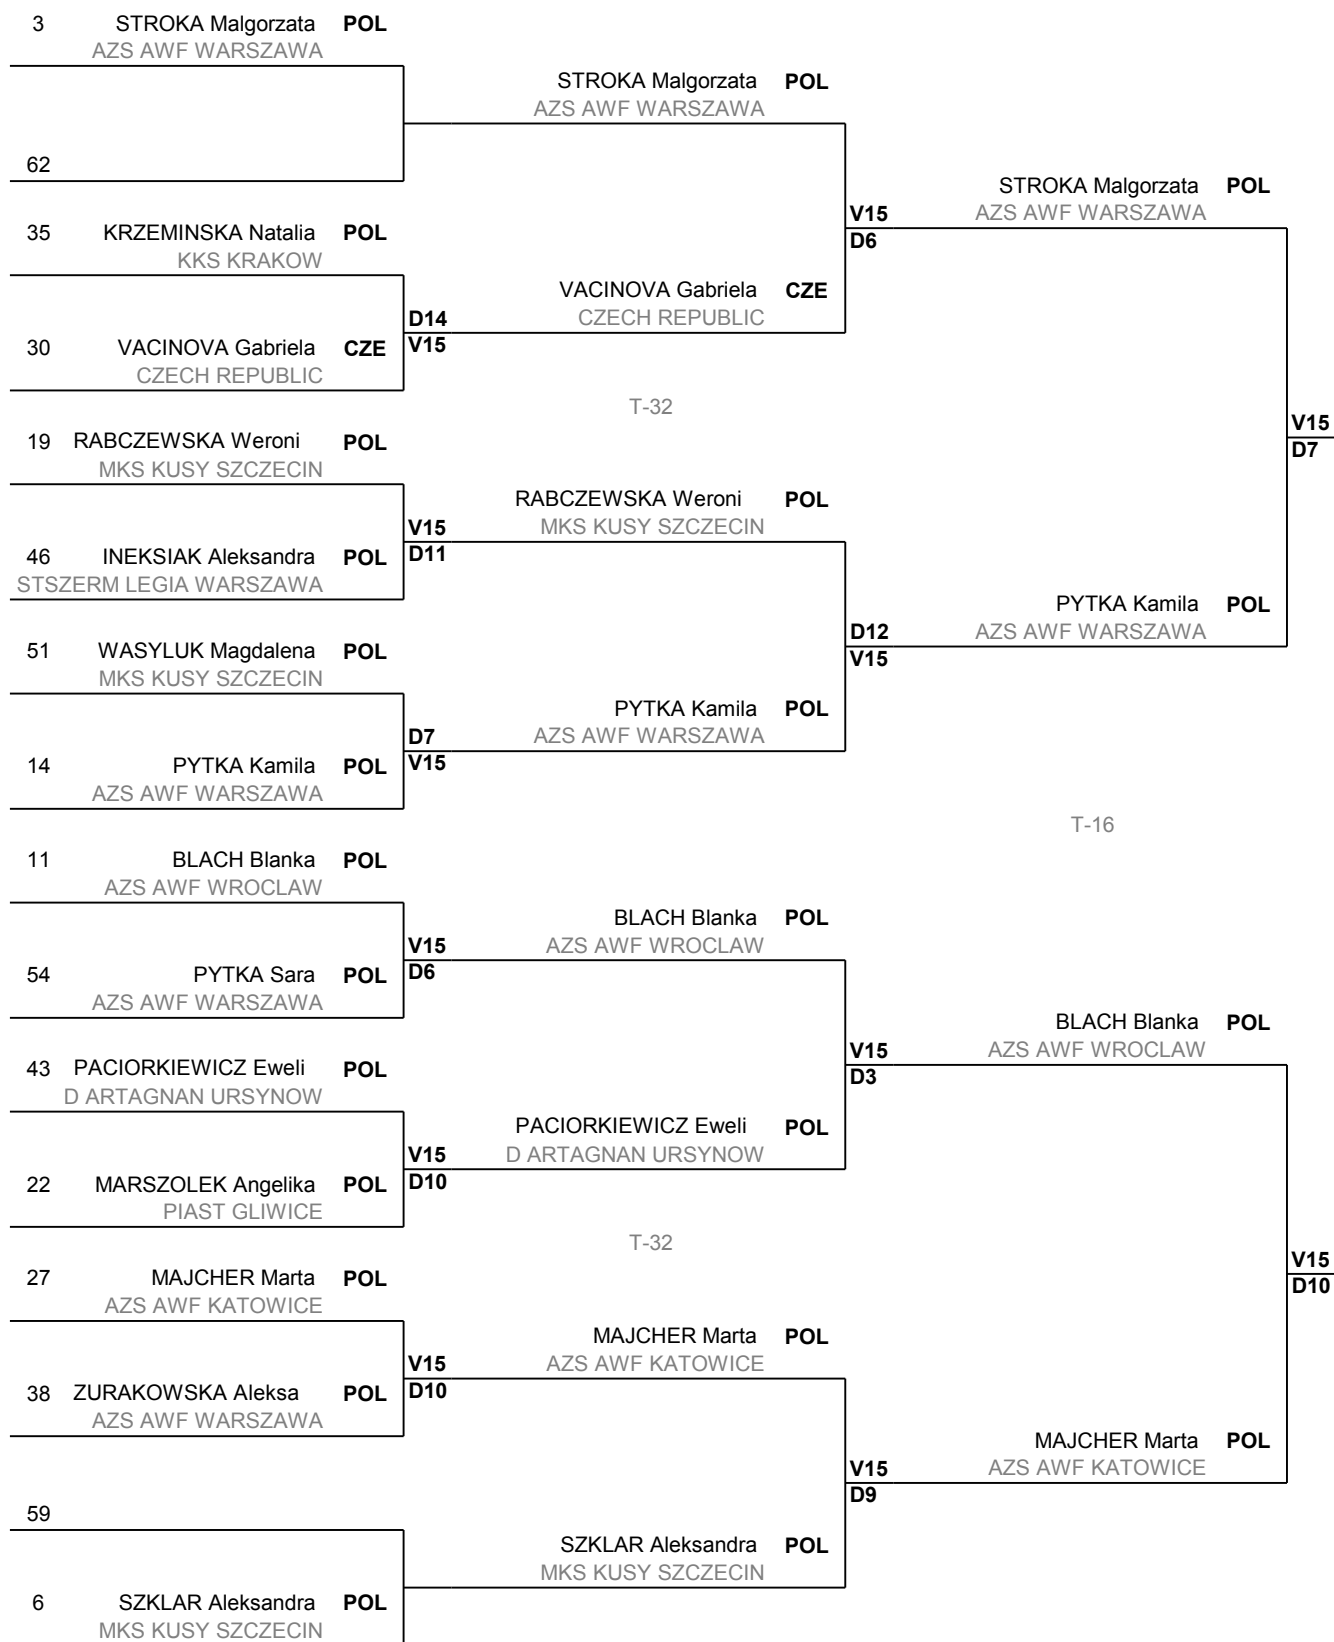 3 STROKA Malgorzata POL
AZS AWF WARSZAWA
62
35 KRZEMINSKA Natalia POL
KKS KRAKOW
30 VACINOVA Gabriela CZE
CZECH REPUBLIC
19 RABCZEWSKA Weroni POL
MKS KUSY SZCZECIN
46 INEKSIAK Aleksandra POL
STSZERM LEGIA WARSZAWA
51 WASYLUK Magdalena POL
MKS KUSY SZCZECIN
14 PYTKA Kamila POL
AZS AWF WARSZAWA
11 BLACH Blanka POL
AZS AWF WROCLAW
54 PYTKA Sara POL
AZS AWF WARSZAWA
43 PACIORKIEWICZ Eweli POL
D ARTAGNAN URSYNOW
22 MARSZOLEK Angelika POL
PIAST GLIWICE
27 MAJCHER Marta POL
AZS AWF KATOWICE
38 ZURAKOWSKA Aleksa POL
AZS AWF WARSZAWA
59
6 SZKLAR Aleksandra POL
MKS KUSY SZCZECIN
STROKA Malgorzata POL
AZS AWF WARSZAWA
VACINOVA Gabriela CZE
D14 CZECH REPUBLIC
V15
T-32
RABCZEWSKA Weroni POL
V15 MKS KUSY SZCZECIN
D11
PYTKA Kamila POL
D7 AZS AWF WARSZAWA
V15
BLACH Blanka POL
V15 AZS AWF WROCLAW
D6
PACIORKIEWICZ Eweli POL
V15 D ARTAGNAN URSYNOW
D10
T-32
MAJCHER Marta POL
V15 AZS AWF KATOWICE
D10
SZKLAR Aleksandra POL
MKS KUSY SZCZECIN
STROKA Malgorzata POL
V15 AZS AWF WARSZAWA
D6
PYTKA Kamila POL
D12 AZS AWF WARSZAWA
V15
T-16
BLACH Blanka POL
V15 AZS AWF WROCLAW
D3
MAJCHER Marta POL
V15 AZS AWF KATOWICE
D9
V15
D7
V15
D10